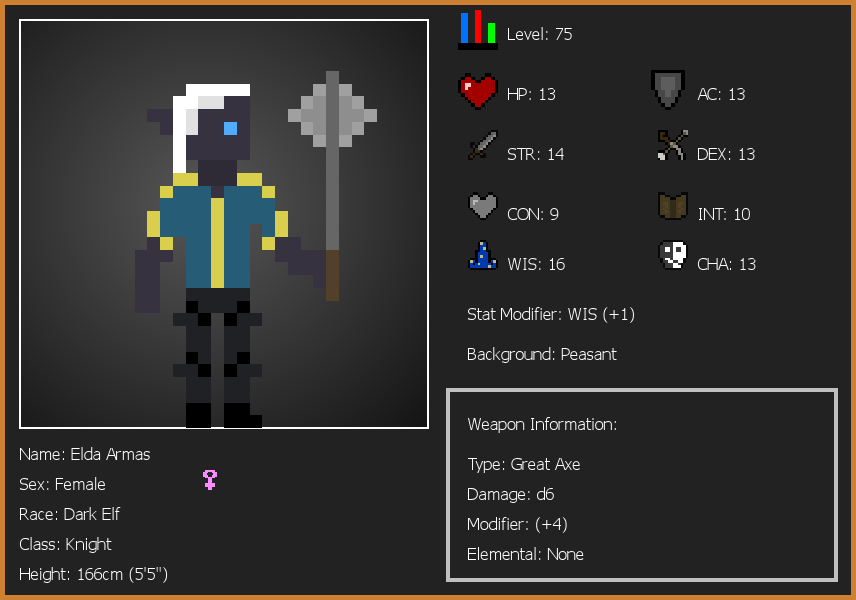 Level: 75
HP: 13
AC: 13
STR: 14
DEX: 13
CON: 9
INT: 10
WIS: 16
CHA: 13
Stat Modifier: WIS (+1)
Background: Peasant
Name: Elda Armas
Sex: Female
Race: Dark Elf
Class: Knight
Height: 166cm (5'5")
Weapon Information:
Type: Great Axe
Damage: d6
Modifier: (+4)
Elemental: None